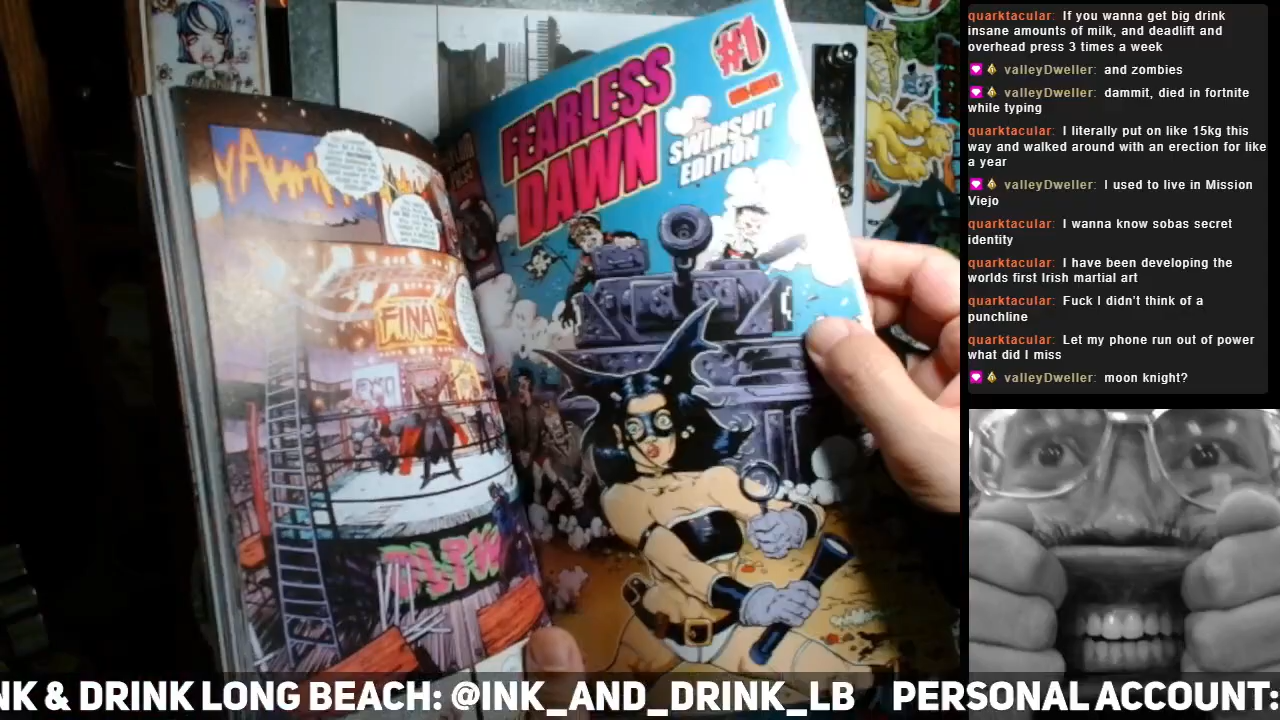 FEARLESS
DAWN
#1
SWIMSUIT
EDITION
FINAL
quarktacular: If you wanna get big drink
insane amounts of milk, and deadlift and
overhead press 3 times a week
valleyDweller: and zombies
valleyDweller: dammit, died in fortnite
while typing
quarktacular: I literally put on like 15kg this
way and walked around with an erection for like
a year
valleyDweller: I used to live in Mission
Viejo
quarktacular: I wanna know sobas secret
identity
quarktacular: I have been developing the
worlds first Irish martial art
quarktacular: Fuck I didn't think of a
punchline
quarktacular: Let my phone run out of power
what did I miss
valleyDweller: moon knight?
NK & DRINK LONG BEACH: @INK_AND_DRINK_LB PERSONAL ACCOUNT: